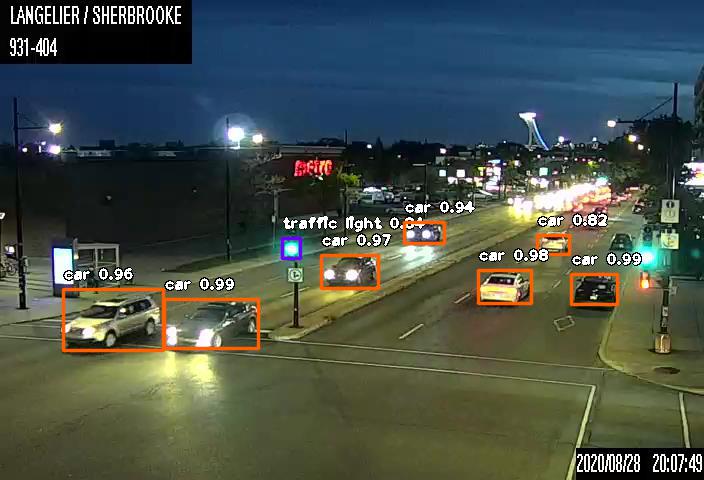 LANGELIER / SHERBROOKE
931-404
metro
car 0.94
traffic light 0.64
car 0.82
car 0.97
car 0.98
car 0.99
car 0.96
car 0.99
2020/08/28 20:07:49